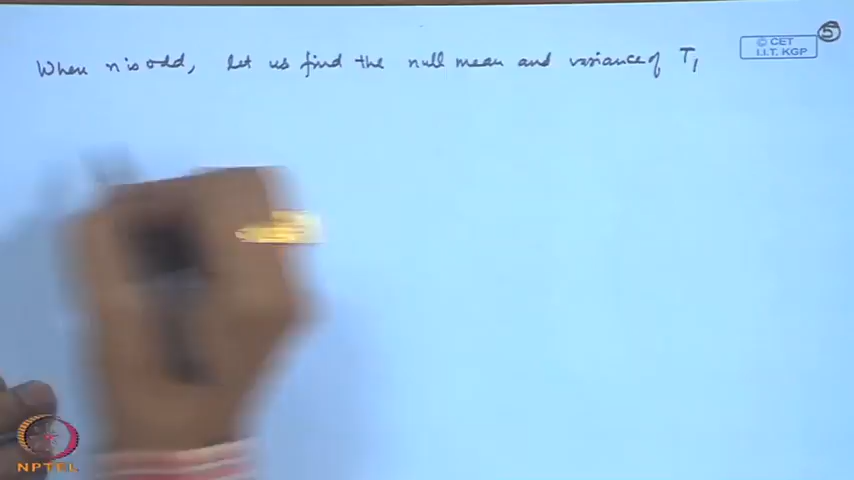 When n is odd, let us find the null mean and variance of T1
© CET
I.I.T. KGP
5
NPTEL